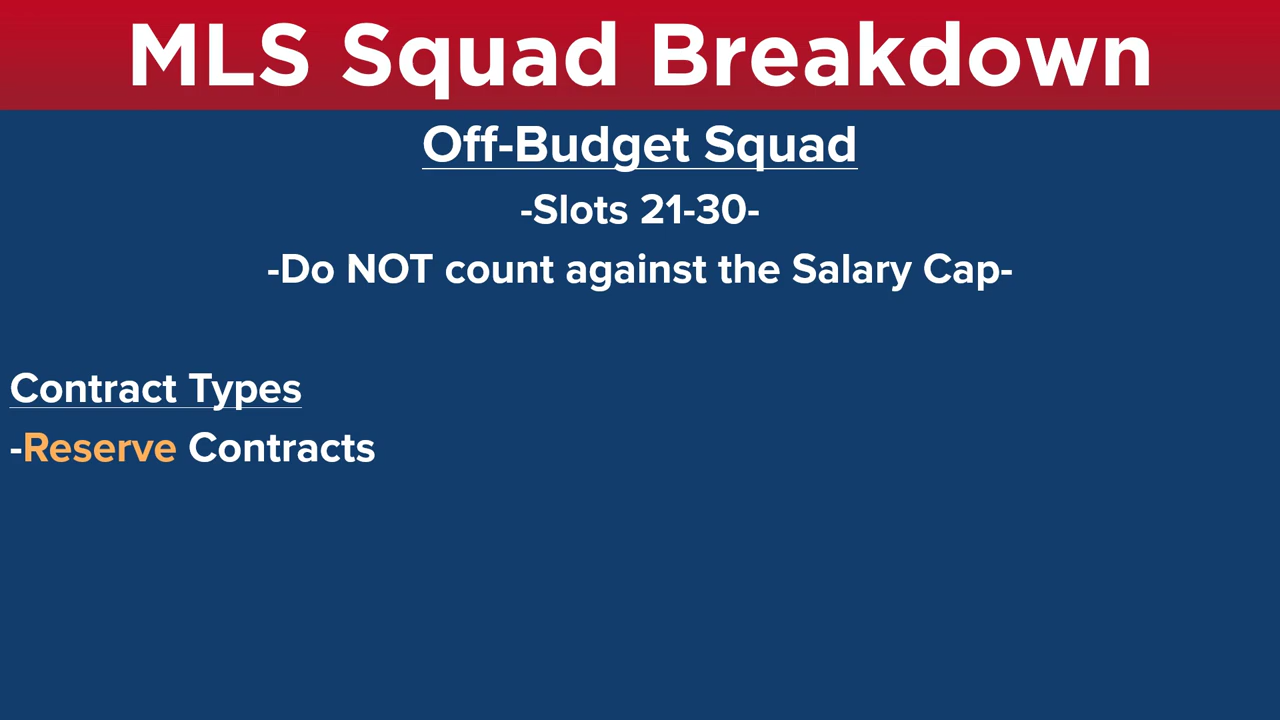 MLS Squad Breakdown
Off-Budget Squad
-Slots 21-30-
-Do NOT count against the Salary Cap-
Contract Types
-Reserve Contracts